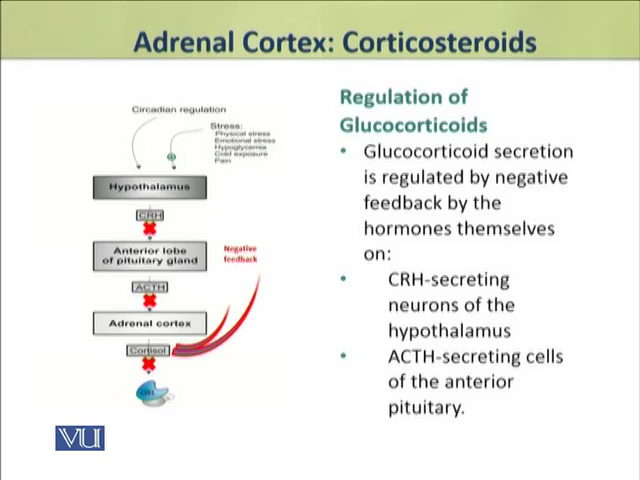 Adrenal Cortex: Corticosteroids
Circadian regulation
Stress:
Physical stress
Emotional stress
Hypoglycemia
Cold exposure
Pain
Hypothalamus
CRH
Anterior lobe
of pituitary gland
Negative
feedback
ACTH
Adrenal cortex
Cortisol
Regulation of
Glucocorticoids
• Glucocorticoid secretion
is regulated by negative
feedback by the
hormones themselves
on:
• CRH-secreting
neurons of the
hypothalamus
• ACTH-secreting cells
of the anterior
pituitary.
VU